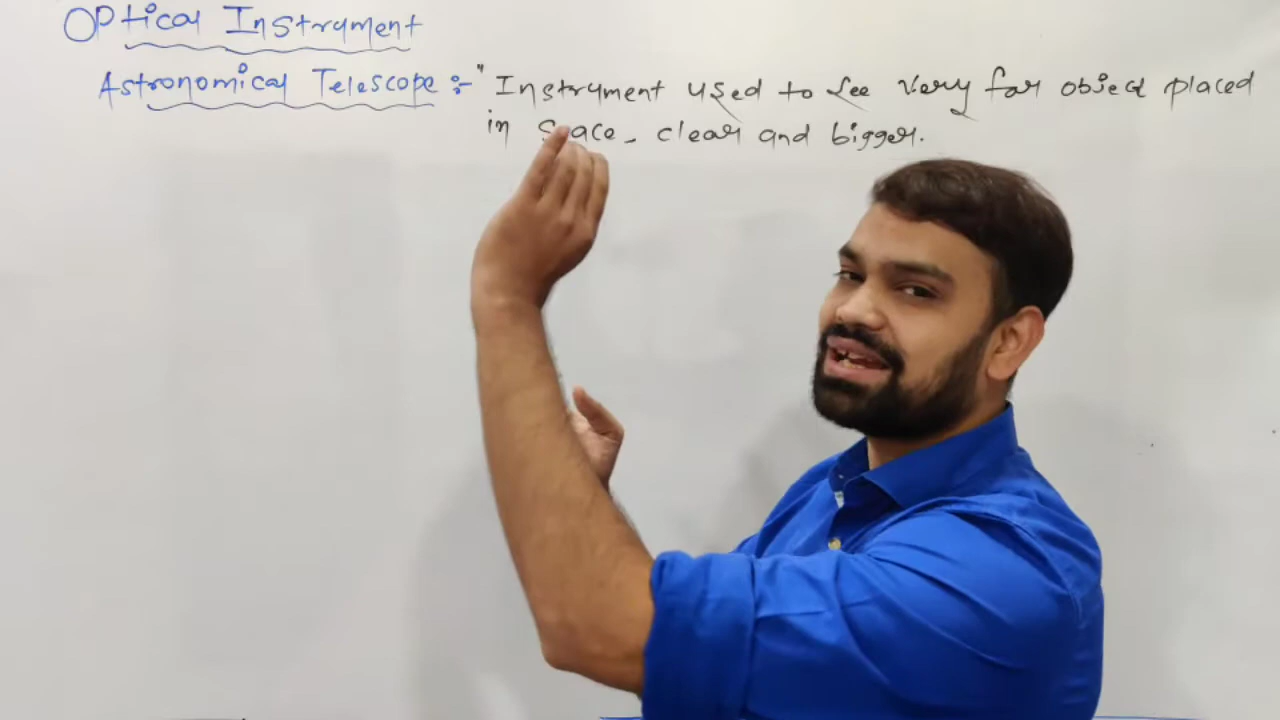 Optical Instrument
Astronomical Telescope :- " Instrument used to see very far object placed
in space - clear and bigger.